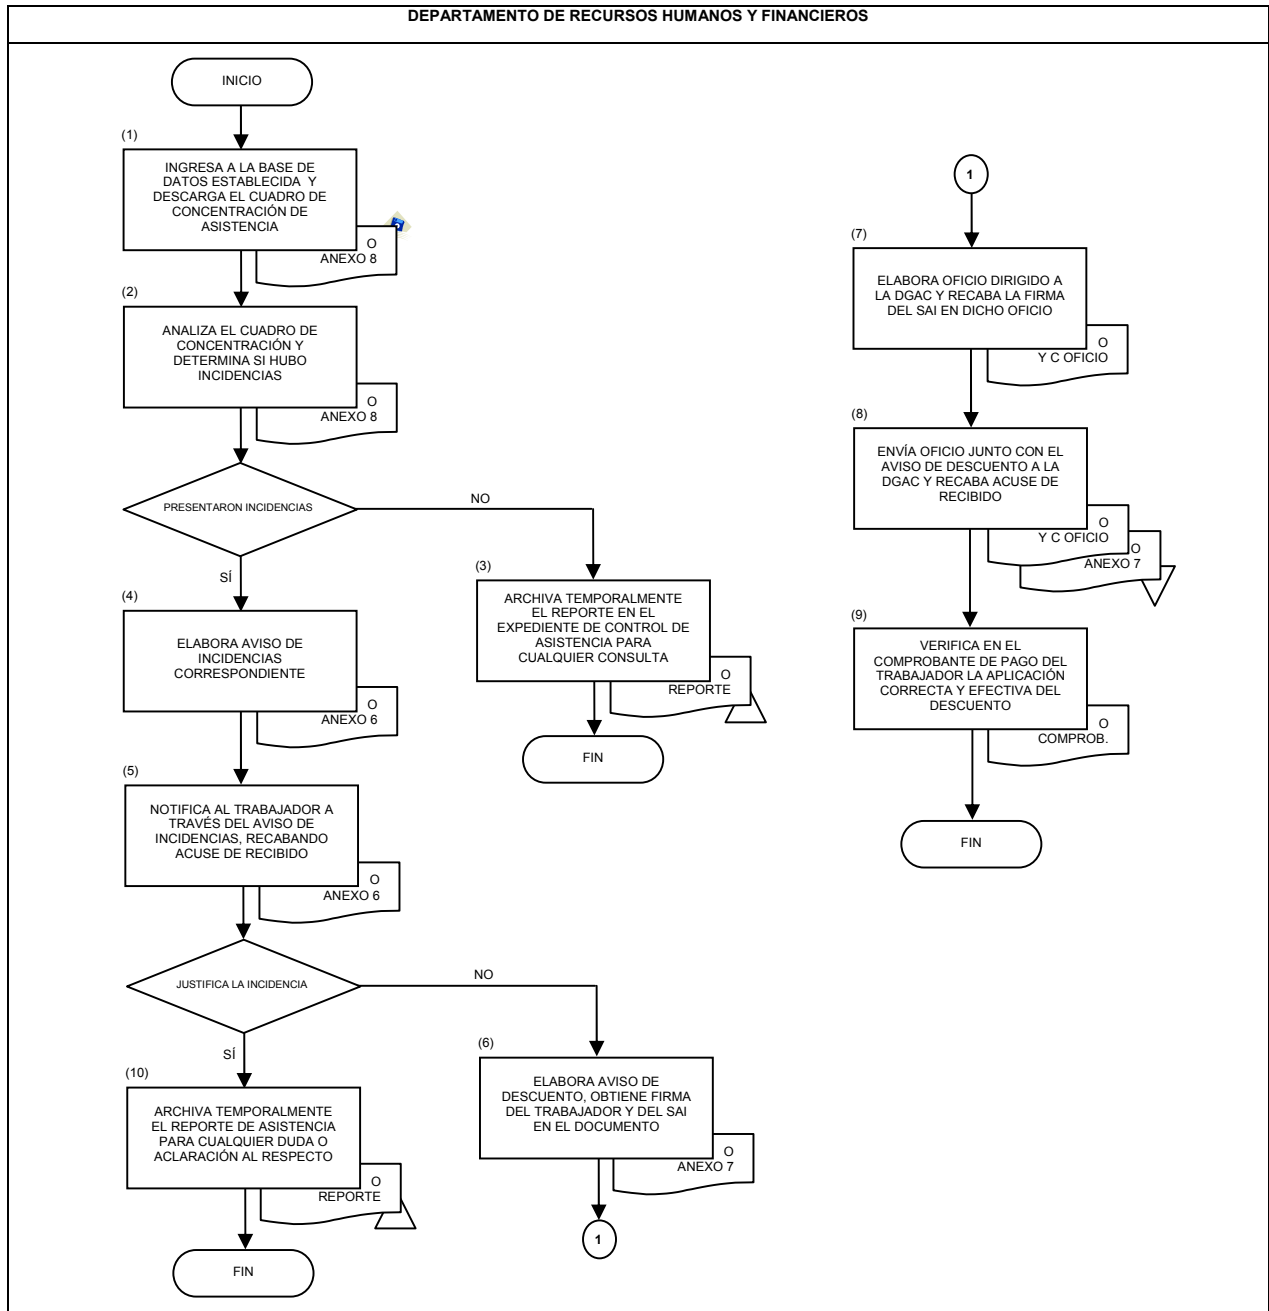 DEPARTAMENTO DE RECURSOS HUMANOS Y FINANCIEROS
INICIO
(1)
INGRESA A LA BASE DE
DATOS ESTABLECIDA Y
DESCARGA EL CUADRO DE
CONCENTRACIÓN DE
ASISTENCIA
O
ANEXO 8
(2)
ANALIZA EL CUADRO DE
CONCENTRACIÓN Y
DETERMINA SI HUBO
INCIDENCIAS
O
ANEXO 8
PRESENTARON INCIDENCIAS
NO
SÍ
(3)
ARCHIVA TEMPORALMENTE
EL REPORTE EN EL
EXPEDIENTE DE CONTROL DE
ASISTENCIA PARA
CUALQUIER CONSULTA
O
REPORTE
FIN
(4)
ELABORA AVISO DE
INCIDENCIAS
CORRESPONDIENTE
O
ANEXO 6
(5)
NOTIFICA AL TRABAJADOR A
TRAVÉS DEL AVISO DE
INCIDENCIAS, RECABANDO
ACUSE DE RECIBIDO
O
ANEXO 6
JUSTIFICA LA INCIDENCIA
NO
SÍ
(10)
ARCHIVA TEMPORALMENTE
EL REPORTE DE ASISTENCIA
PARA CUALQUIER DUDA O
ACLARACIÓN AL RESPECTO
O
REPORTE
FIN
(6)
ELABORA AVISO DE
DESCUENTO, OBTIENE FIRMA
DEL TRABAJADOR Y DEL SAI
EN EL DOCUMENTO
O
ANEXO 7
1
1
(7)
ELABORA OFICIO DIRIGIDO A
LA DGAC Y RECABA LA FIRMA
DEL SAI EN DICHO OFICIO
O
Y C OFICIO
(8)
ENVÍA OFICIO JUNTO CON EL
AVISO DE DESCUENTO A LA
DGAC Y RECABA ACUSE DE
RECIBIDO
O
Y C OFICIO
O
ANEXO 7
(9)
VERIFICA EN EL
COMPROBANTE DE PAGO DEL
TRABAJADOR LA APLICACIÓN
CORRECTA Y EFECTIVA DEL
DESCUENTO
O
COMPROB.
FIN